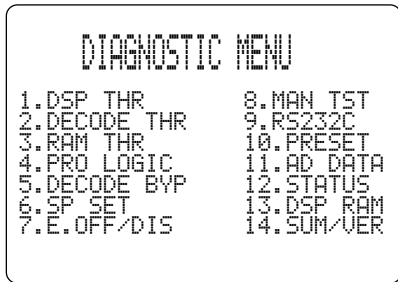 DIAGNOSTIC MENU
1.DSP THR
2.DECODE THR
3.RAM THR
4.PRO LOGIC
5.DECODE BYP
6.SP SET
7.E.OFF/DIS
8.MAN TST
9.RS232C
10.PRESET
11.AD DATA
12.STATUS
13.DSP RAM
14.SUM/VER